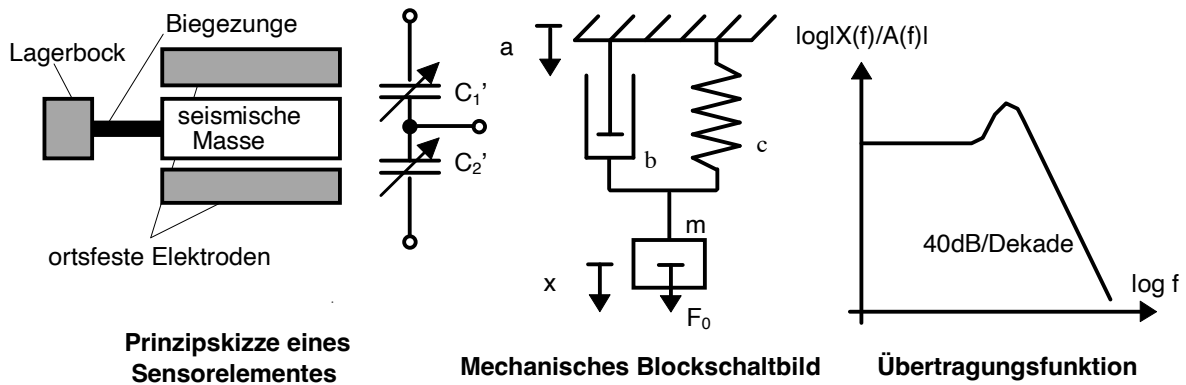 Biegezunge
Lagerbock
seismische
Masse
ortsfeste Elektroden
C₁'
C₂'
Prinzipskizze eines
Sensorelementes
a
b
c
m
x
F₀
Mechanisches Blockschaltbild
log|X(f)/A(f)|
40dB/Dekade
log f
Übertragungsfunktion